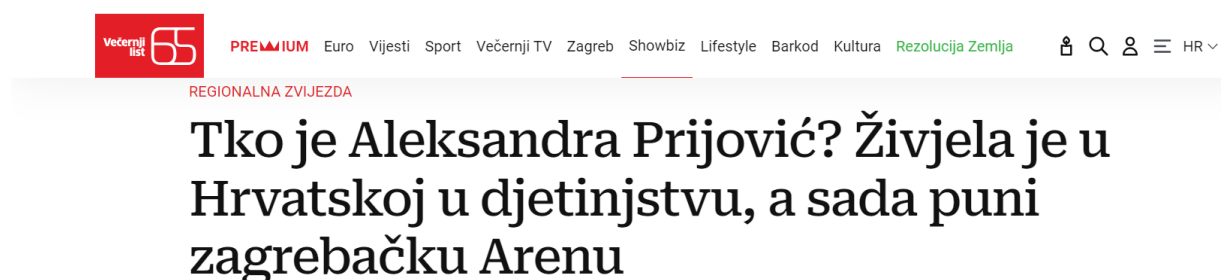 Večernji
list
65
PREMIUM Euro Vijesti Sport Večernji TV Zagreb Showbiz Lifestyle Barkod Kultura Rezolucija Zemlja HR
REGIONALNA ZVIJEZDA
Tko je Aleksandra Prijović? Živjela je u
Hrvatskoj u djetinjstvu, a sada puni
zagrebačku Arenu